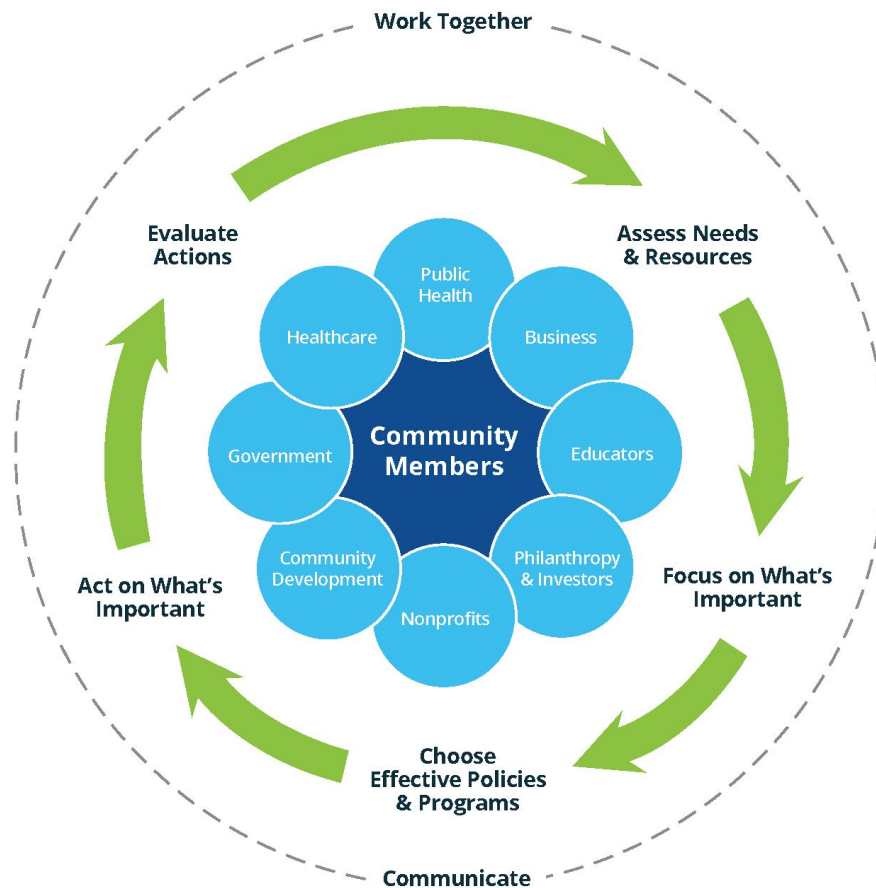 Work Together
Evaluate
Actions
Assess Needs
& Resources
Public
Health
Healthcare
Business
Community
Members
Government
Educators
Community
Development
Philanthropy
& Investors
Nonprofits
Act on What's
Important
Focus on What's
Important
Choose
Effective Policies
& Programs
Communicate